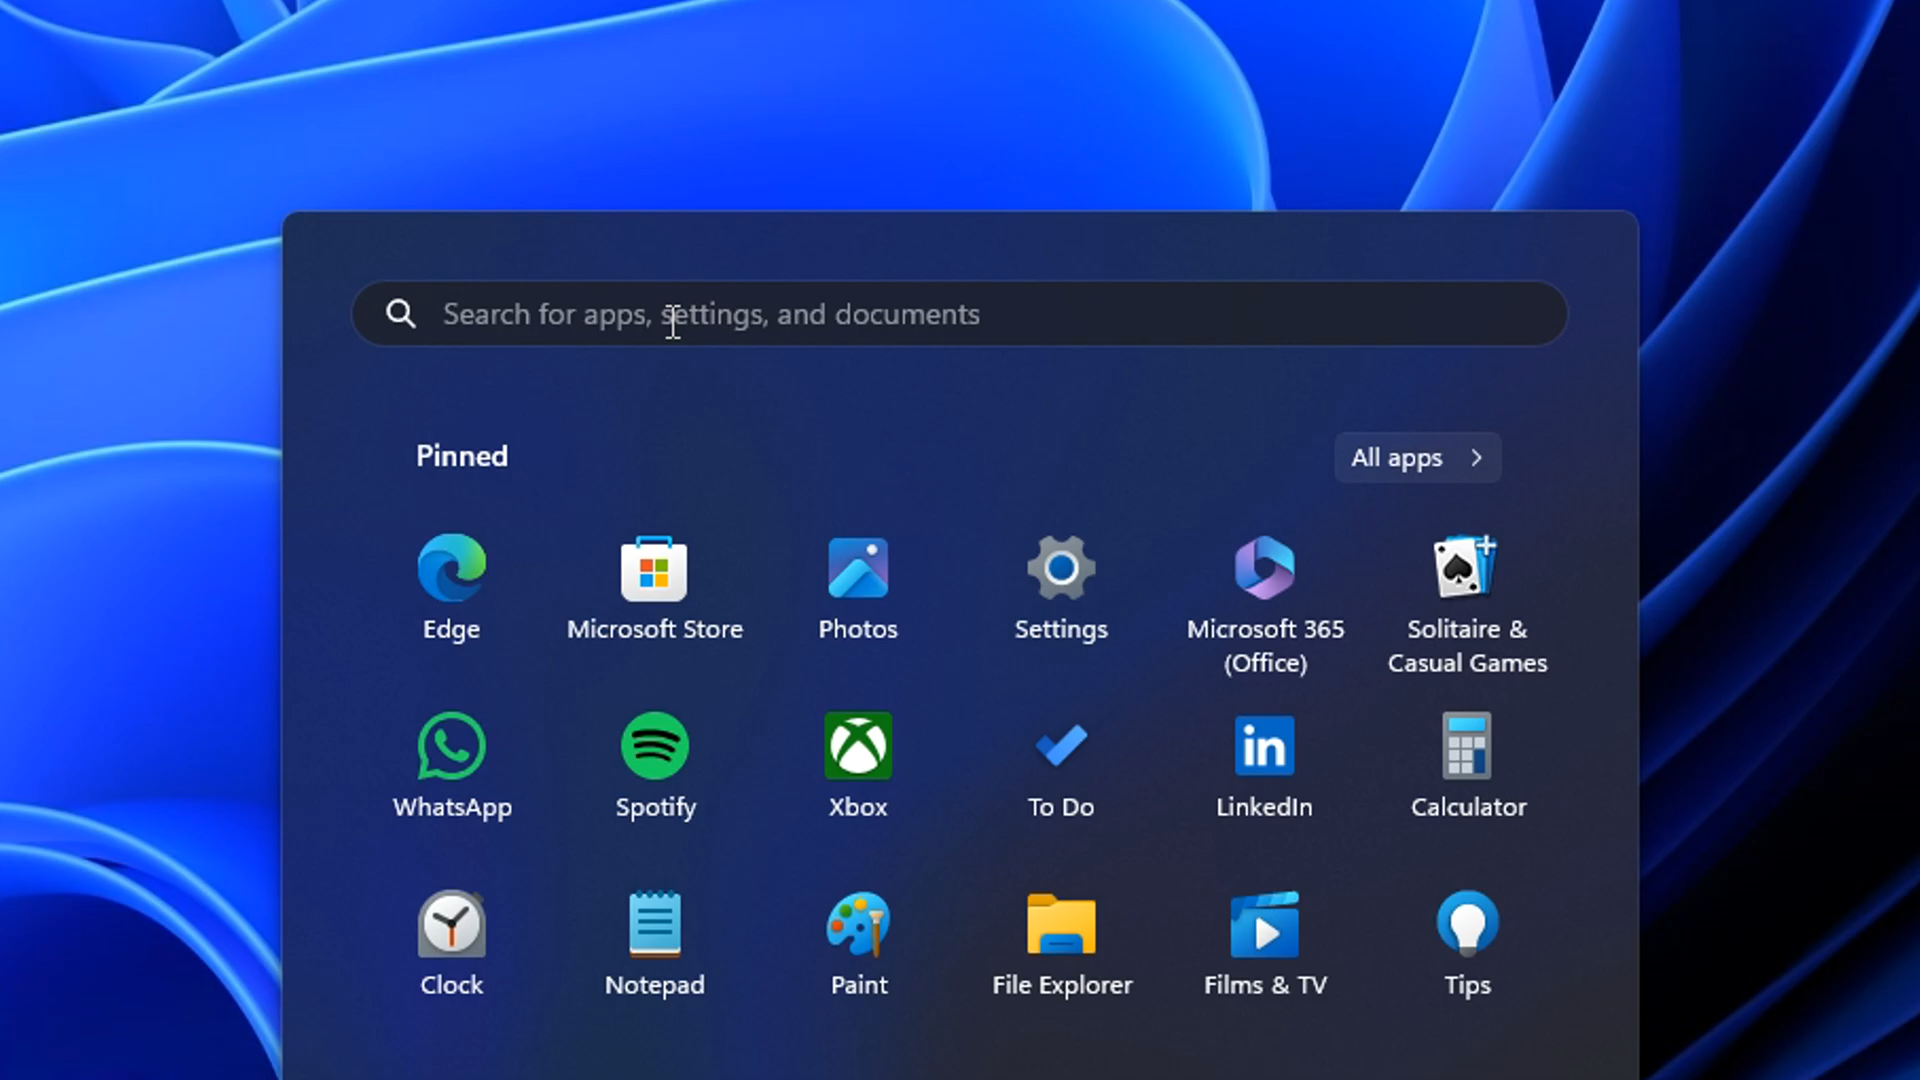 Search for apps, settings, and documents
Pinned
All apps
Edge
Microsoft Store
Photos
Settings
Microsoft 365
(Office)
Solitaire &
Casual Games
WhatsApp
Spotify
Xbox
To Do
in
LinkedIn
Calculator
Clock
Notepad
Paint
File Explorer
Films & TV
Tips